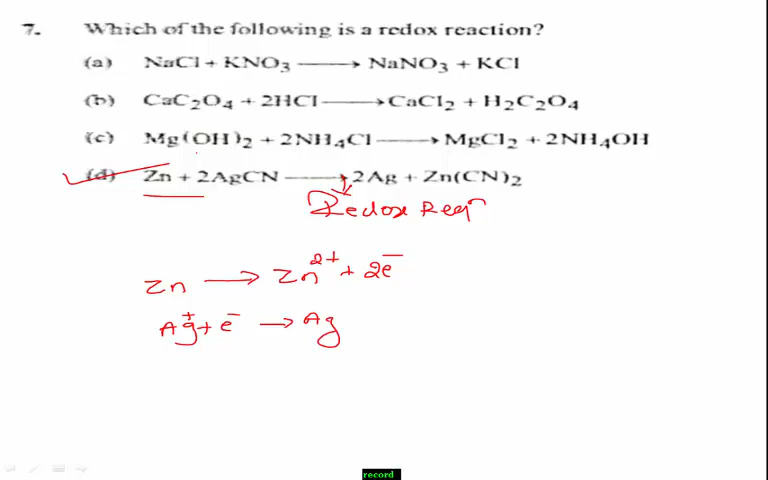 7. Which of the following is a redox reaction?
(a) NaCl + KNO₃ ⟶ NaNO₃ + KCl
(b) CaC₂O₄ + 2HCl ⟶ CaCl₂ + H₂C₂O₄
(c) Mg(OH)₂ + 2NH₄Cl ⟶ MgCl₂ + 2NH₄OH
(d) Zn + 2AgCN ⟶ 2Ag + Zn(CN)₂
Redox Reqⁿ
Zn ⟶ Zn²⁺ + 2e⁻
Ag⁺ + e⁻ → Ag
record